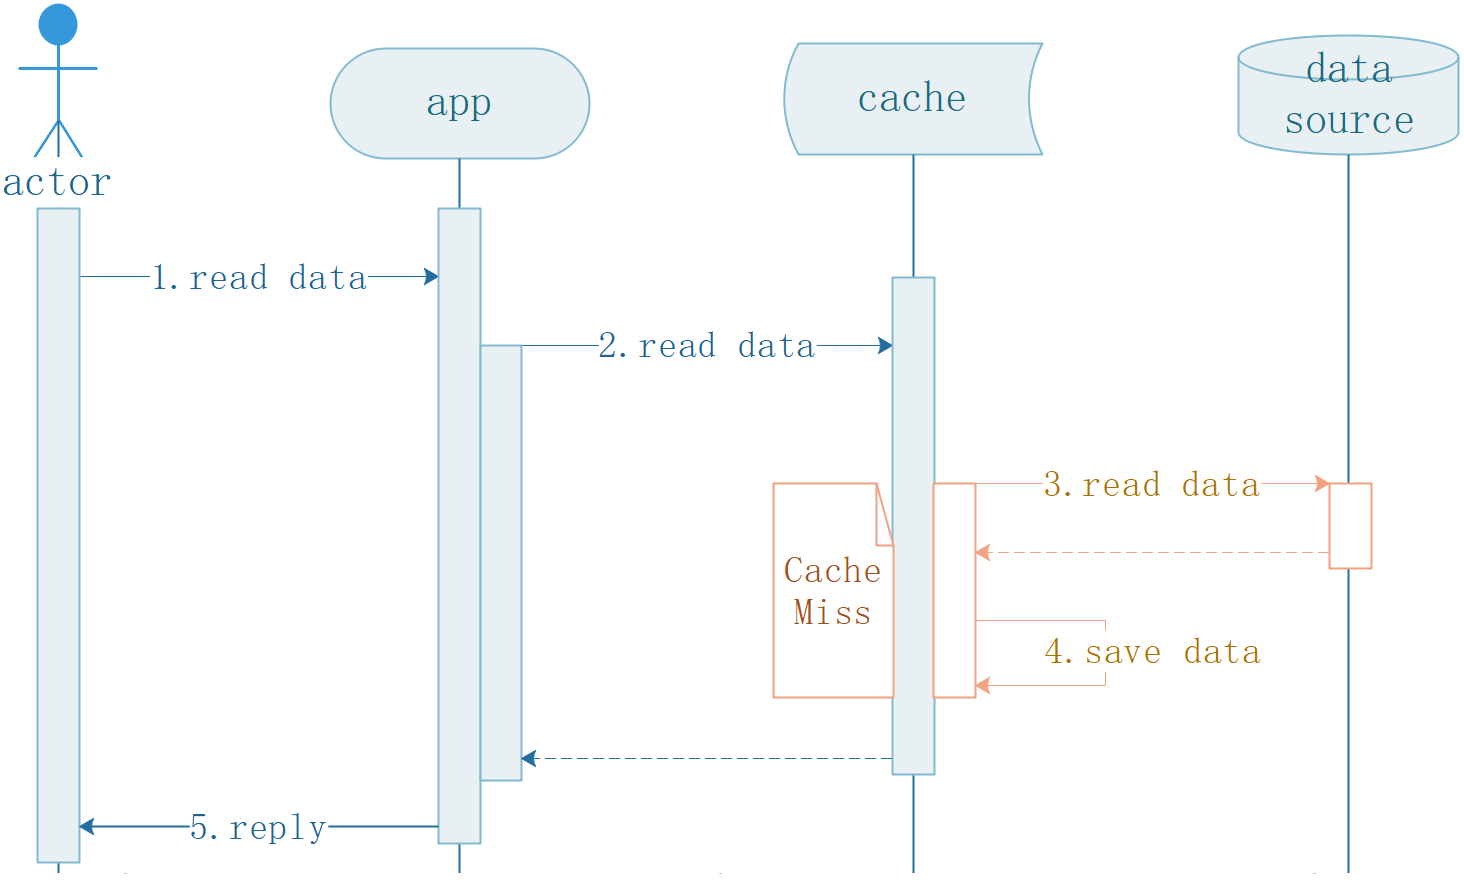 app
cache
data
source
actor
1.read data
2.read data
3.read data
Cache
Miss
4.save data
5.reply